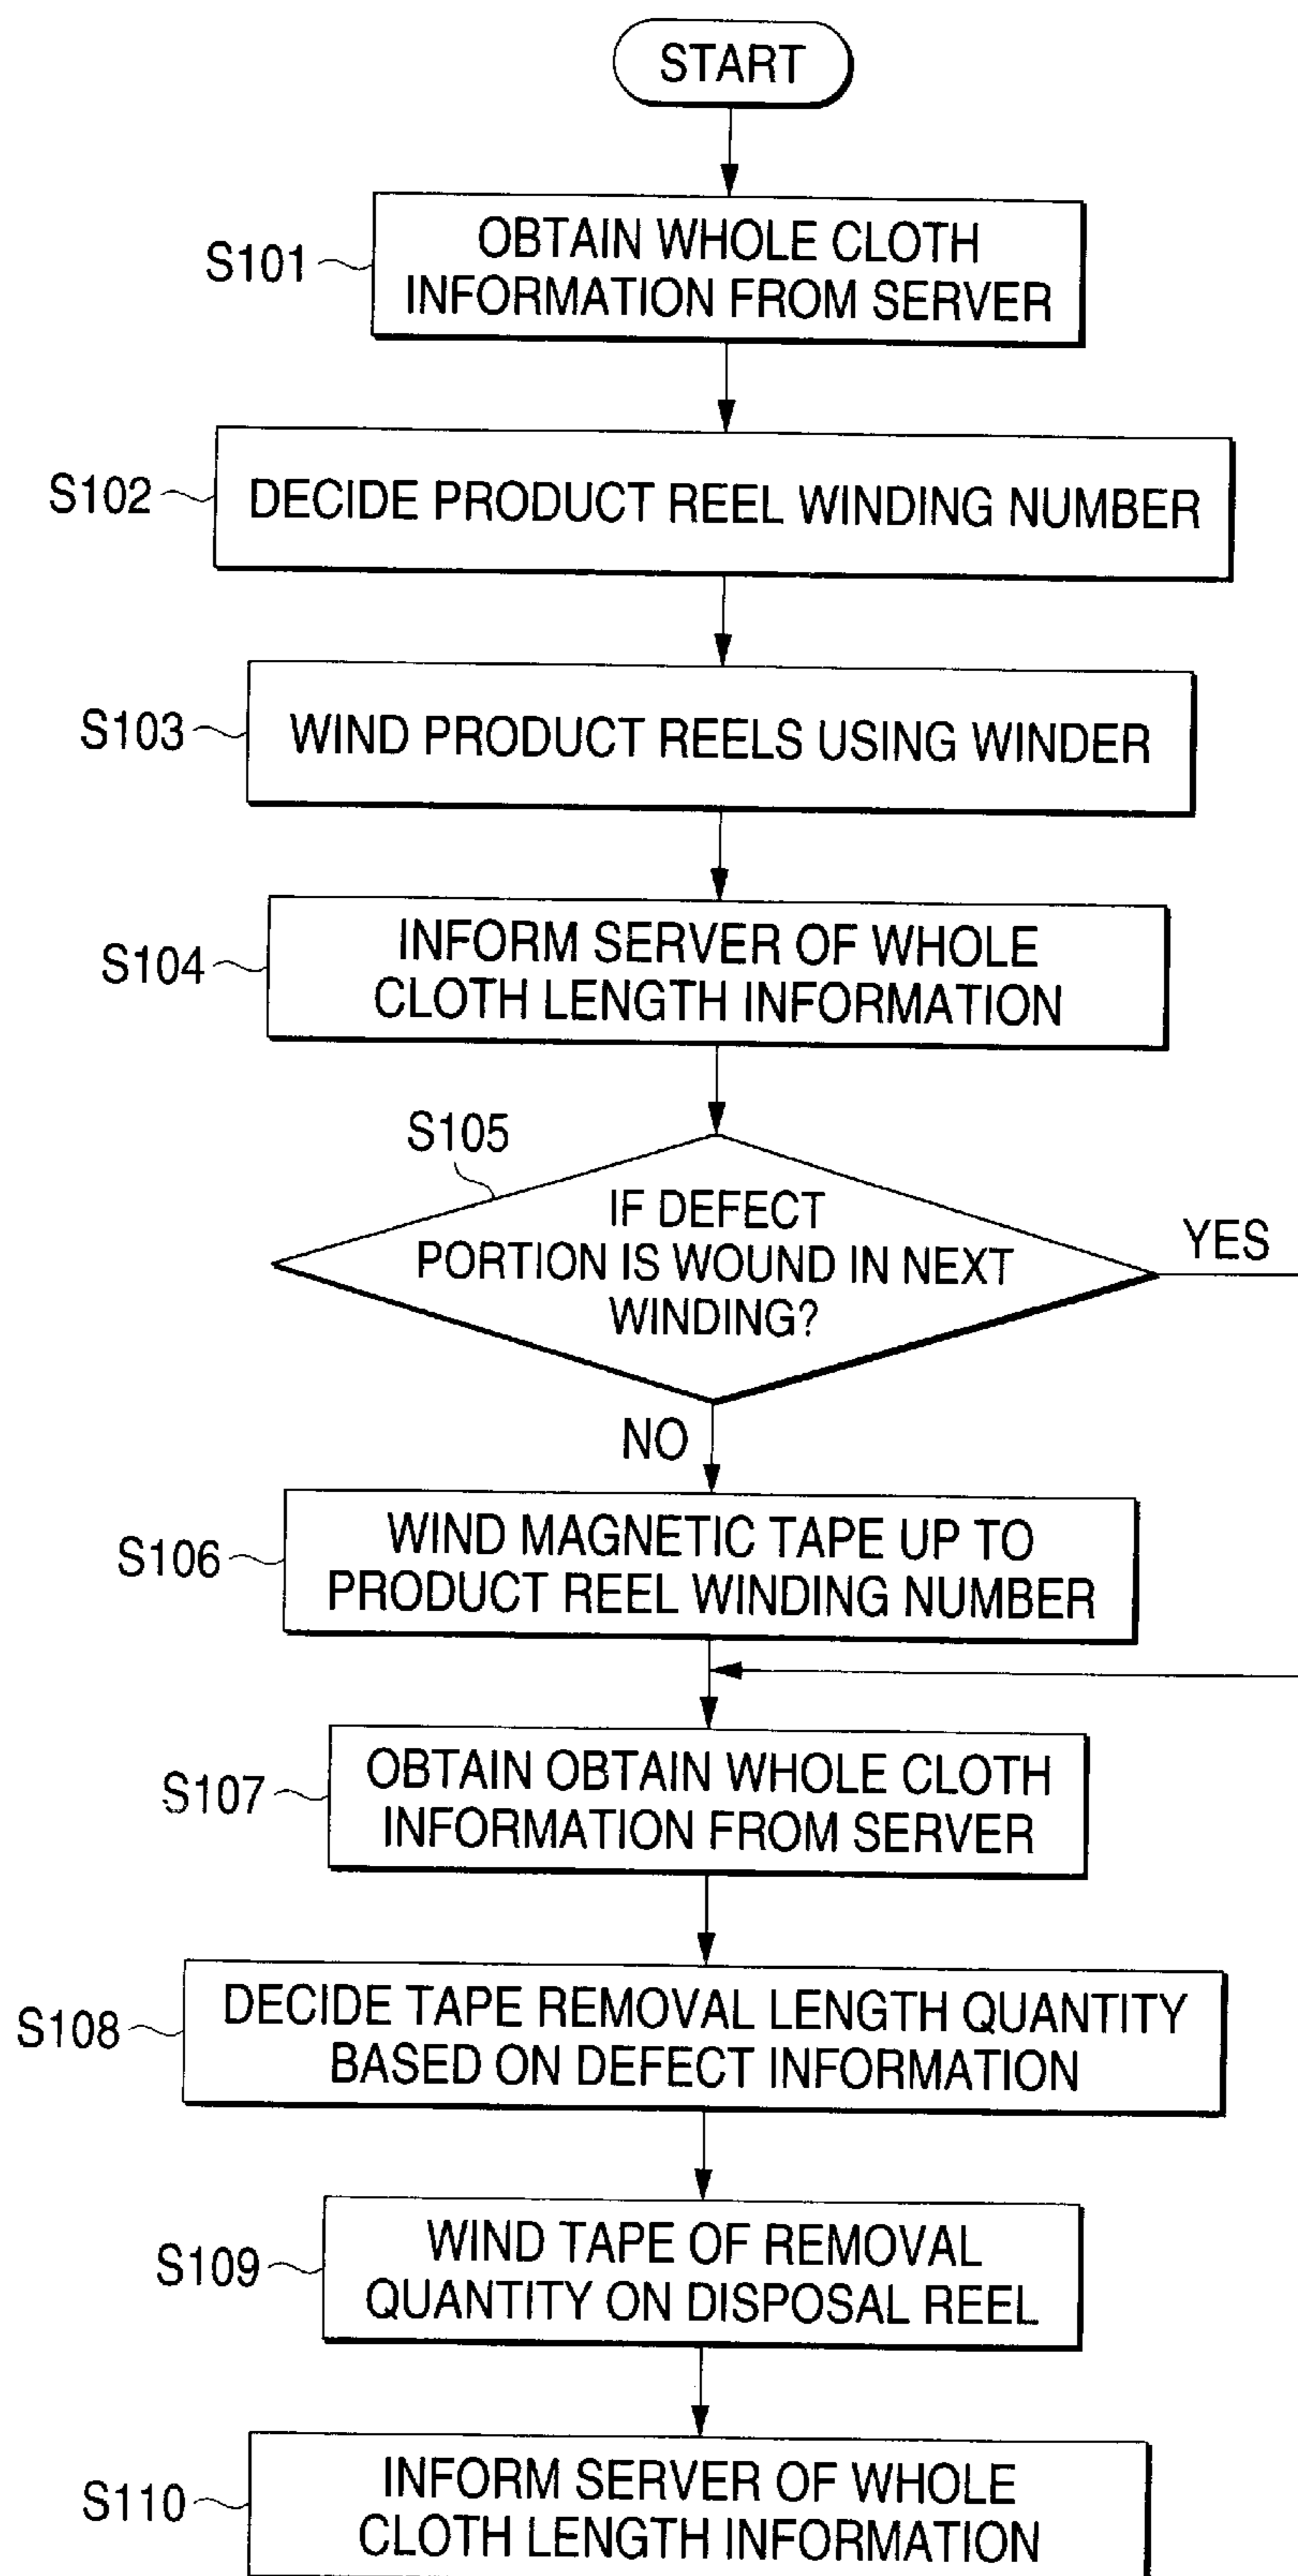 START
S101
OBTAIN WHOLE CLOTH
INFORMATION FROM SERVER
S102
DECIDE PRODUCT REEL WINDING NUMBER
S103
WIND PRODUCT REELS USING WINDER
S104
INFORM SERVER OF WHOLE
CLOTH LENGTH INFORMATION
S105
IF DEFECT
PORTION IS WOUND IN NEXT
WINDING?
YES
NO
S106
WIND MAGNETIC TAPE UP TO
PRODUCT REEL WINDING NUMBER
S107
OBTAIN OBTAIN WHOLE CLOTH
INFORMATION FROM SERVER
S108
DECIDE TAPE REMOVAL LENGTH QUANTITY
BASED ON DEFECT INFORMATION
S109
WIND TAPE OF REMOVAL
QUANTITY ON DISPOSAL REEL
S110
INFORM SERVER OF WHOLE
CLOTH LENGTH INFORMATION